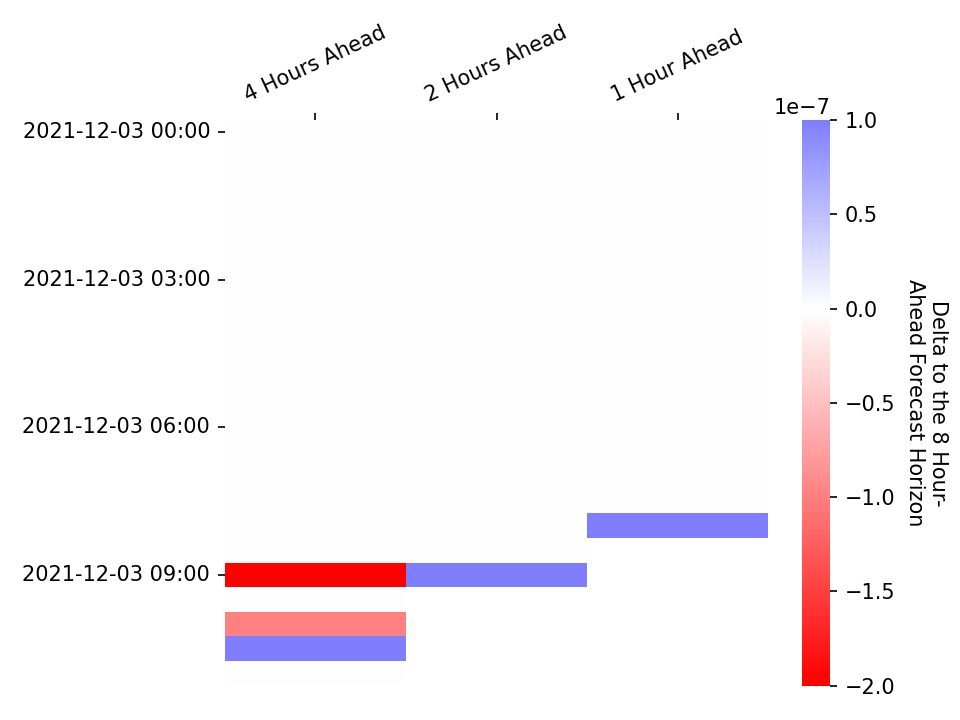 4 Hours Ahead
2 Hours Ahead
1 Hour Ahead
1e−7
2021-12-03 00:00
2021-12-03 03:00
2021-12-03 06:00
2021-12-03 09:00
1.0
0.5
0.0
−0.5
−1.0
−1.5
−2.0
Delta to the 8 Hour-
Ahead Forecast Horizon